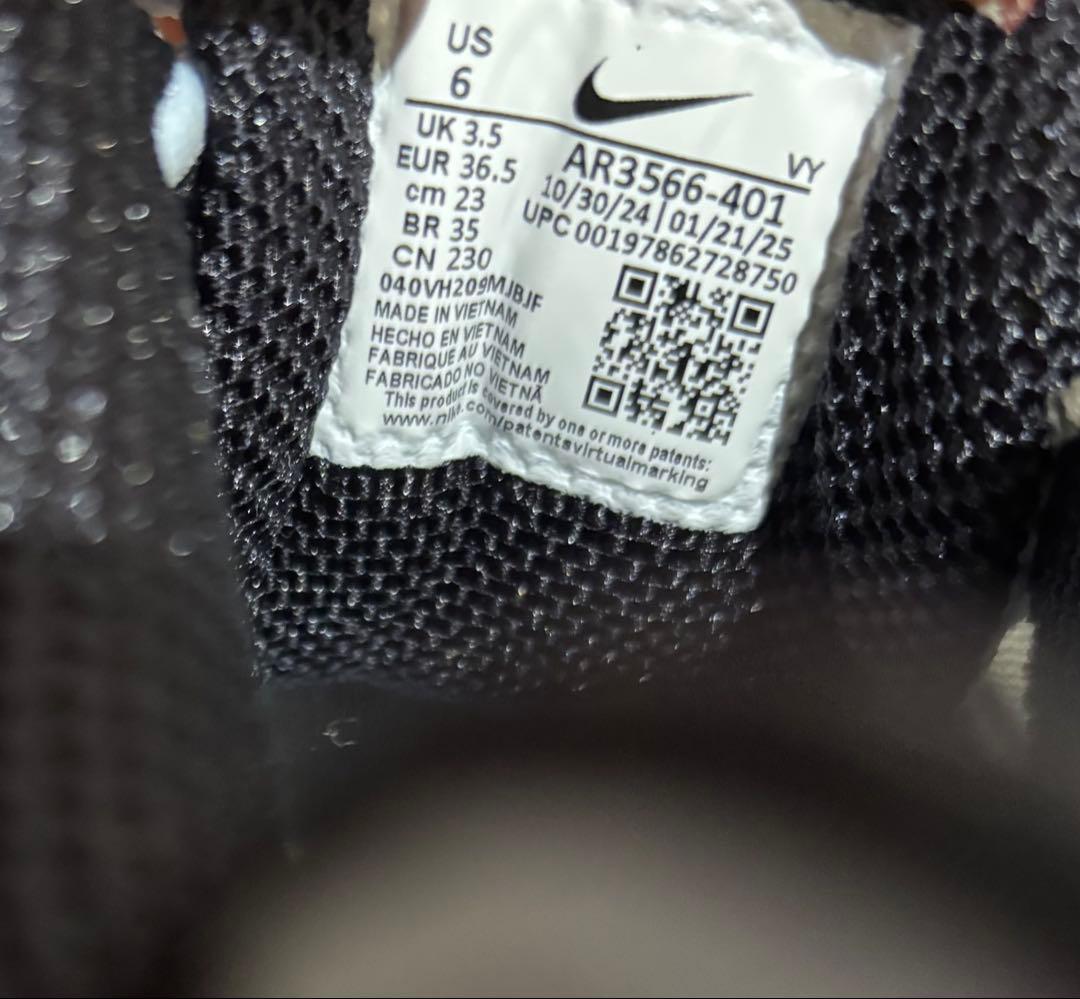 US
6
UK 3.5
EUR 36.5
cm 23
BR 35
CN 230
VY
AR3566-401
10/30/24 | 01/21/25
UPC 00197862728750
040VH209MJBJF
MADE IN VIETNAM
HECHO EN VIETNAM
FABRIQUE AU VIETNAM
FABRICADO NO VIETNÃ
This product is covered by one or more patents:
www.nike.com/patentsvirtualmarking